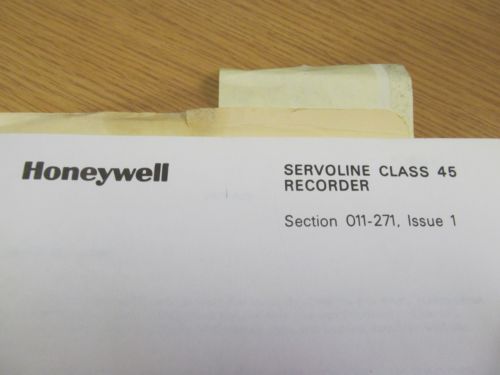 Honeywell
SERVOLINE CLASS 45
RECORDER
Section 011-271, Issue 1